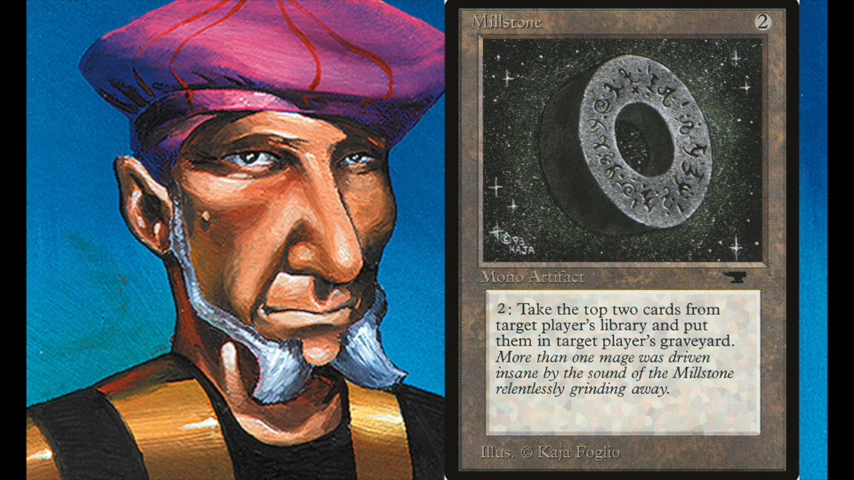 Millstone 2
© 93
KAJA
Mono Artifact
2: Take the top two cards from
target player's library and put
them in target player's graveyard.
More than one mage was driven
insane by the sound of the Millstone
relentlessly grinding away.
Illus. © Kaja Foglio